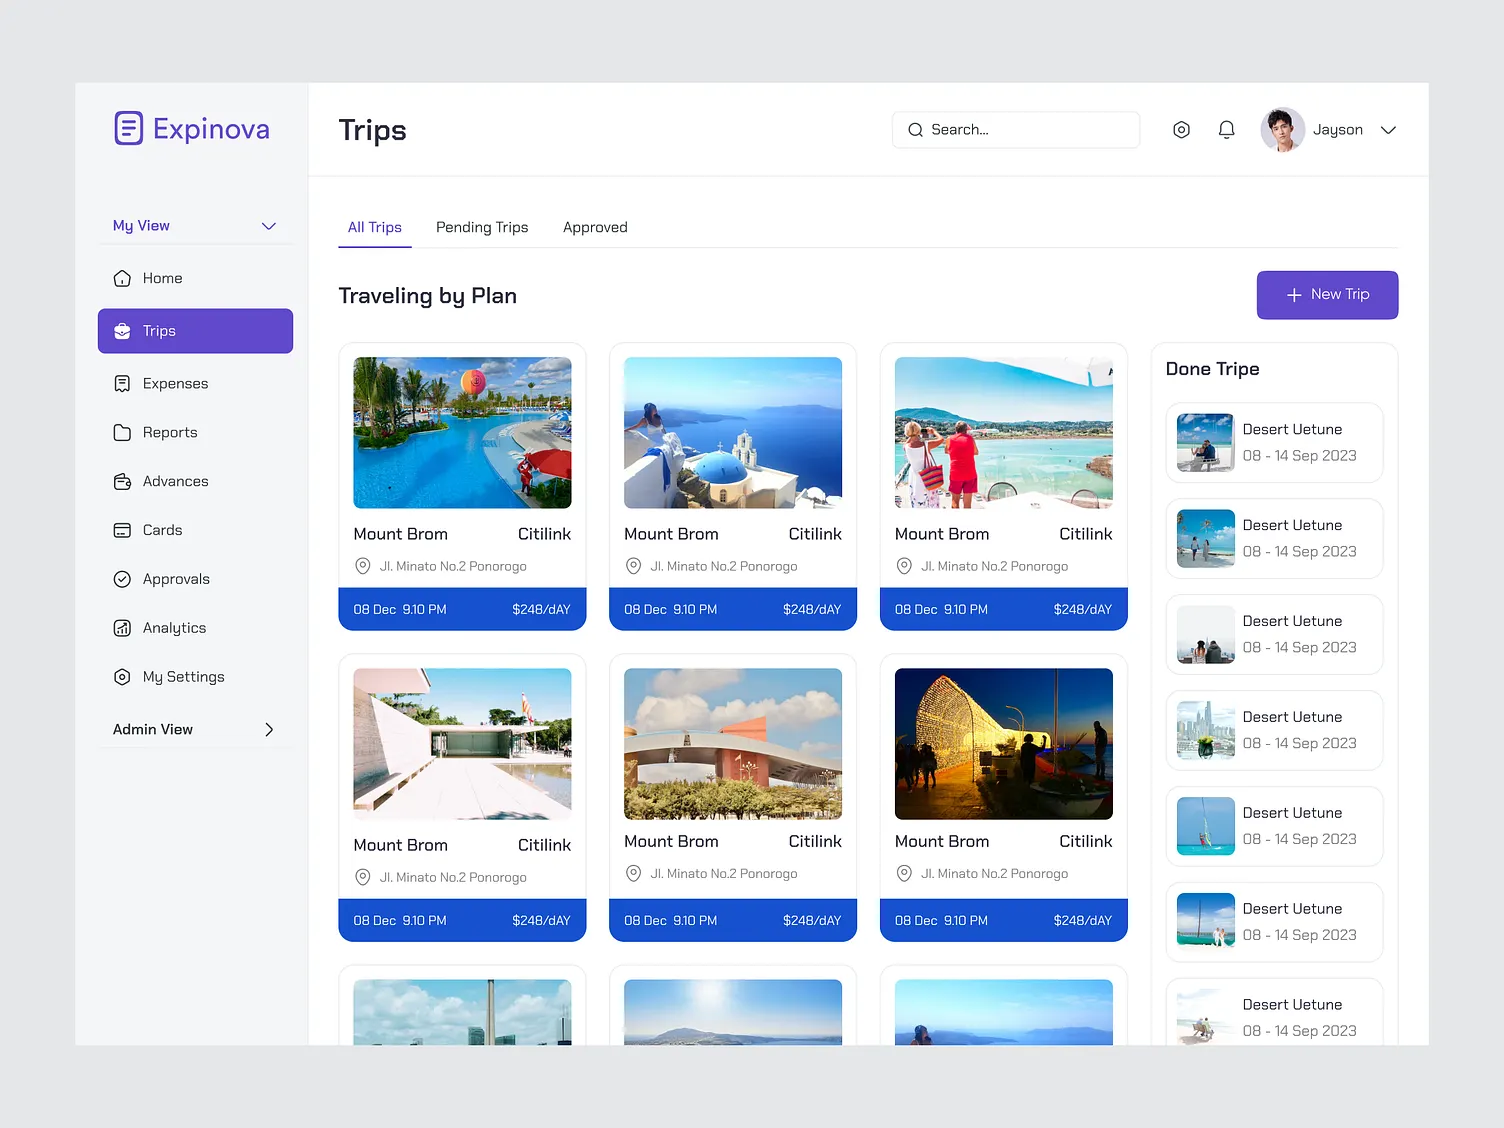 Expinova
Trips
Search...
Jayson
My View
Home
Trips
Expenses
Reports
Advances
Cards
Approvals
Analytics
My Settings
Admin View
All Trips
Pending Trips
Approved
Traveling by Plan
New Trip
Mount Brom Citilink
Jl. Minato No.2 Ponorogo
08 Dec 9.10 PM $248/dAY
Mount Brom Citilink
Jl. Minato No.2 Ponorogo
08 Dec 9.10 PM $248/dAY
Mount Brom Citilink
Jl. Minato No.2 Ponorogo
08 Dec 9.10 PM $248/dAY
Mount Brom Citilink
Jl. Minato No.2 Ponorogo
08 Dec 9.10 PM $248/dAY
Mount Brom Citilink
Jl. Minato No.2 Ponorogo
08 Dec 9.10 PM $248/dAY
Mount Brom Citilink
Jl. Minato No.2 Ponorogo
08 Dec 9.10 PM $248/dAY
Done Tripe
Desert Uetune
08 - 14 Sep 2023
Desert Uetune
08 - 14 Sep 2023
Desert Uetune
08 - 14 Sep 2023
Desert Uetune
08 - 14 Sep 2023
Desert Uetune
08 - 14 Sep 2023
Desert Uetune
08 - 14 Sep 2023
Desert Uetune
08 - 14 Sep 2023